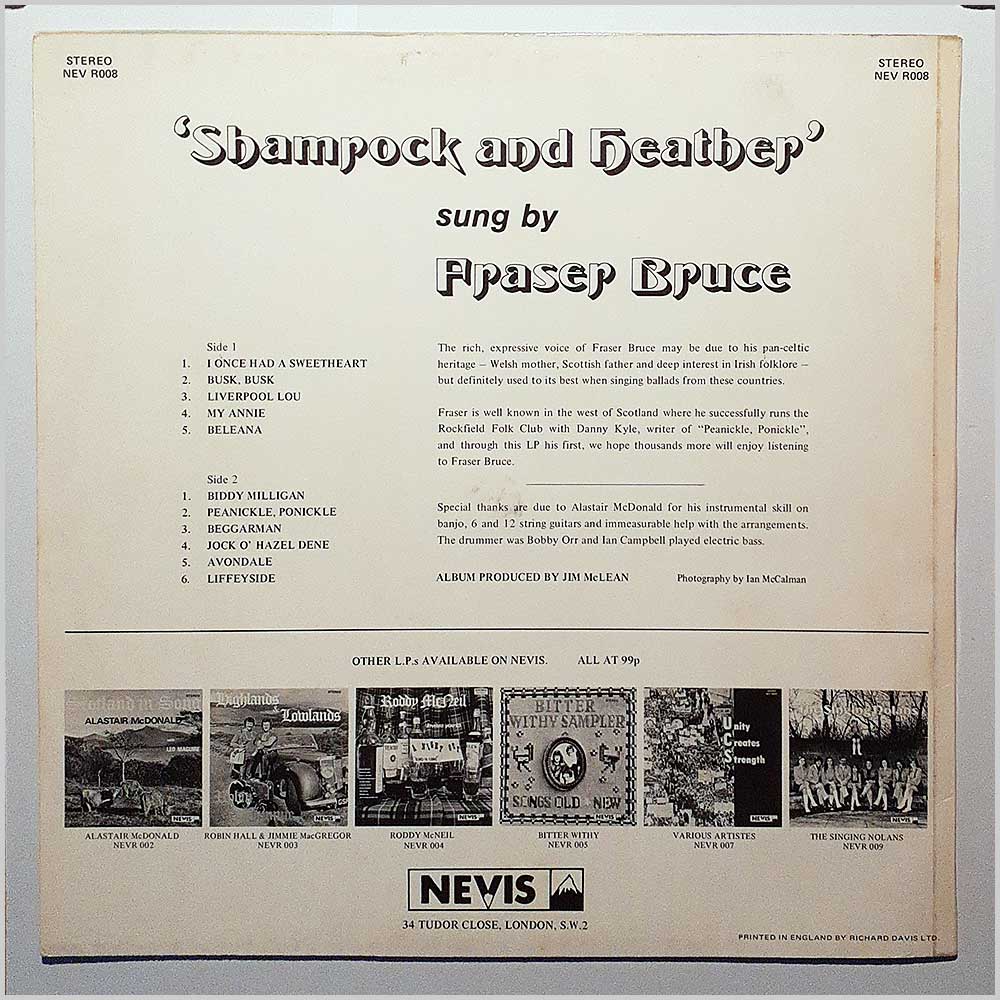 STEREO
NEV R008
STEREO
NEV R008
'Shamrock and Heather'
sung by
Fraser Bruce
Side 1
1. I ONCE HAD A SWEETHEART
2. BUSK, BUSK
3. LIVERPOOL LOU
4. MY ANNIE
5. BELEANA
Side 2
1. BIDDY MILLIGAN
2. PEANICKLE, PONICKLE
3. BEGGARMAN
4. JOCK O' HAZEL DENE
5. AVONDALE
6. LIFFEYSIDE
The rich, expressive voice of Fraser Bruce may be due to his pan-celtic
heritage – Welsh mother, Scottish father and deep interest in Irish folklore –
but definitely used to its best when singing ballads from these countries.
Fraser is well known in the west of Scotland where he successfully runs the
Rockfield Folk Club with Danny Kyle, writer of "Peanickle, Ponickle",
and through this LP his first, we hope thousands more will enjoy listening
to Fraser Bruce.
Special thanks are due to Alastair McDonald for his instrumental skill on
banjo, 6 and 12 string guitars and immeasurable help with the arrangements.
The drummer was Bobby Orr and Ian Campbell played electric bass.
ALBUM PRODUCED BY JIM McLEAN Photography by Ian McCalman
OTHER L.P.s AVAILABLE ON NEVIS. ALL AT 99p
Scotland in Song
ALASTAIR McDONALD
LEO MAGUIRE
NEVIS
Highlands
Lowlands
NEVIS
Roddy McNeil
NEVIS
BITTER
WITHY SAMPLER
SONGS OLD NEW
NEVIS
Unity
Creates
Strength
NEVIS
NEVIS
ALASTAIR McDONALD
NEVR 002
ROBIN HALL & JIMMIE MacGREGOR
NEVR 003
RODDY McNEIL
NEVR 004
BITTER WITHY
NEVR 005
VARIOUS ARTISTES
NEVR 007
THE SINGING NOLANS
NEVR 009
NEVIS
34 TUDOR CLOSE, LONDON, S.W.2
PRINTED IN ENGLAND BY RICHARD DAVIS LTD.